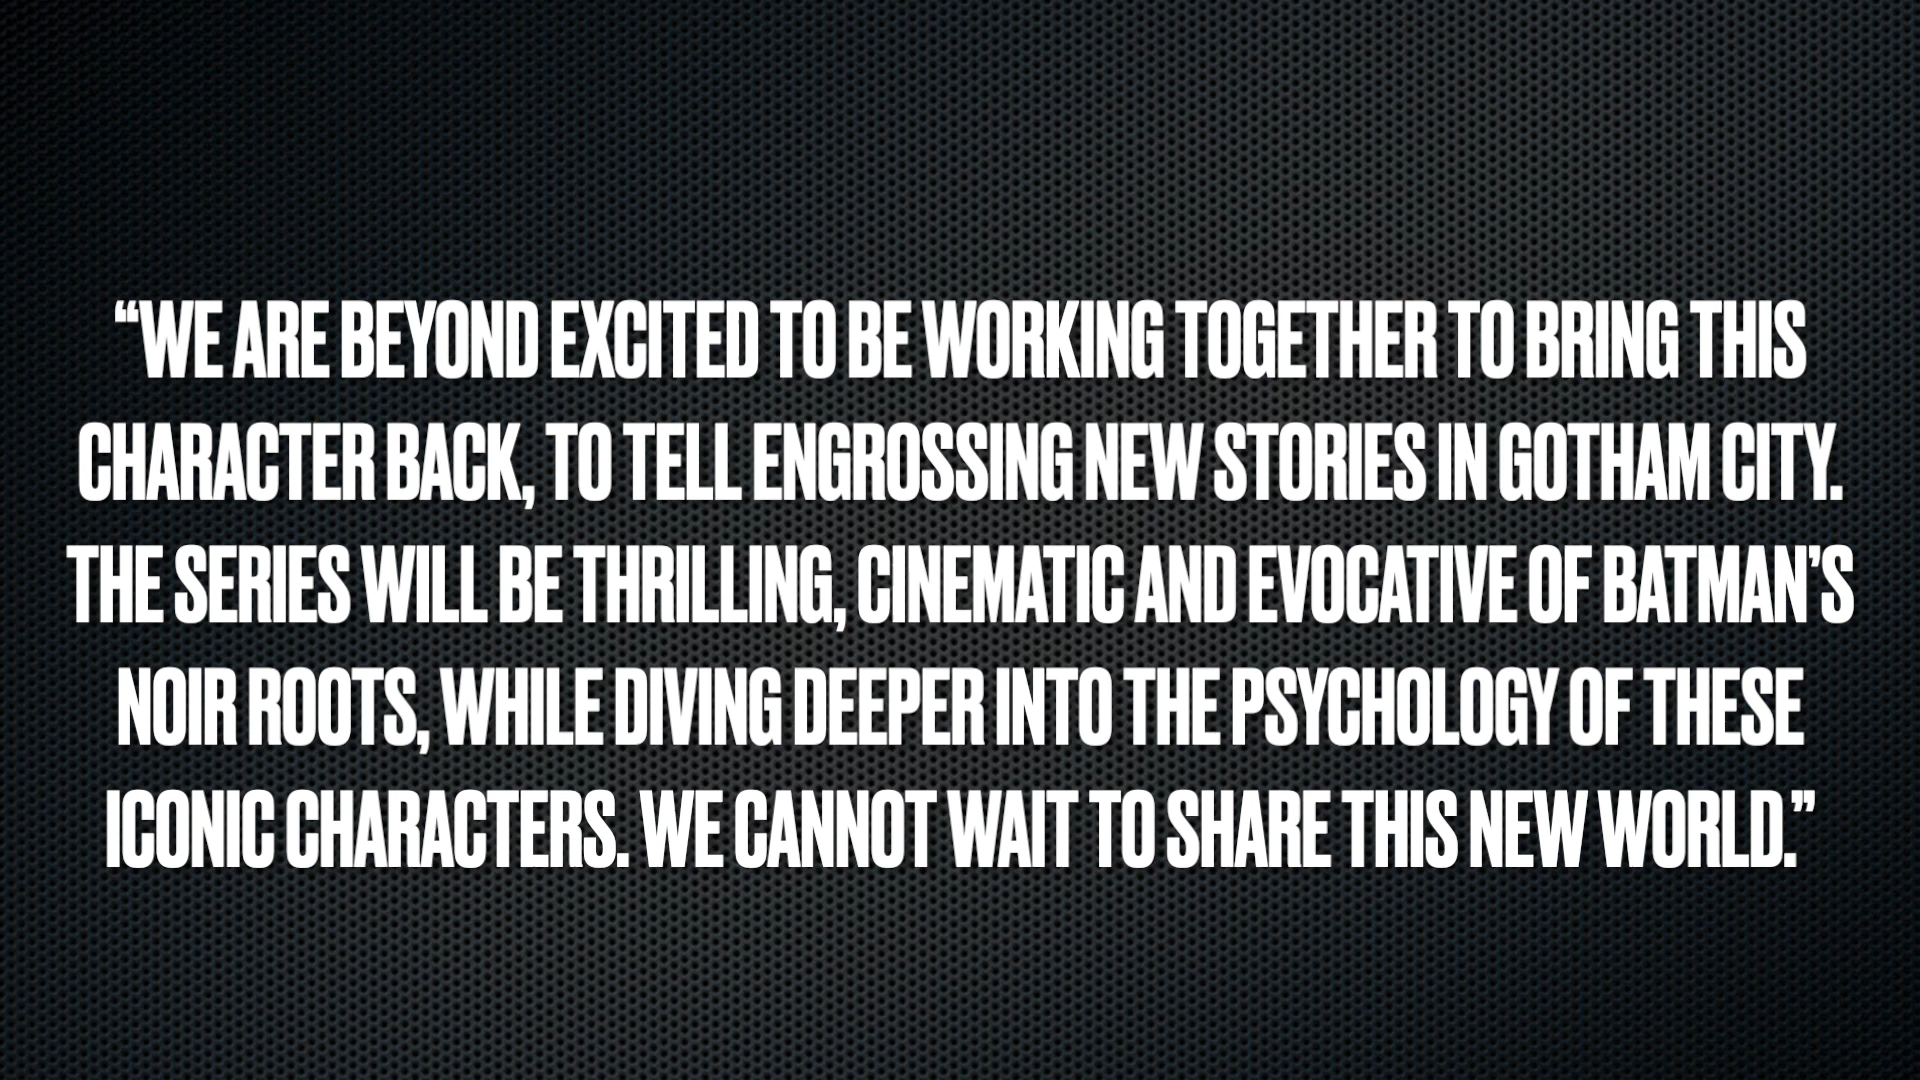 “WE ARE BEYOND EXCITED TO BE WORKING TOGETHER TO BRING THIS
CHARACTER BACK, TO TELL ENGROSSING NEW STORIES IN GOTHAM CITY.
THE SERIES WILL BE THRILLING, CINEMATIC AND EVOCATIVE OF BATMAN’S
NOIR ROOTS, WHILE DIVING DEEPER INTO THE PSYCHOLOGY OF THESE
ICONIC CHARACTERS. WE CANNOT WAIT TO SHARE THIS NEW WORLD.”